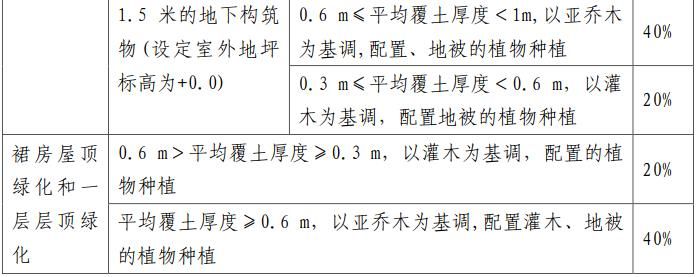 1.5 米的地下构筑
物(设定室外地坪
标高为+0.0)
0.6 m≤平均覆土厚度<1m,以亚乔木
为基调,配置、地被的植物种植
40%
0.3 m≤平均覆土厚度<0.6 m, 以灌
木为基调, 配置地被的植物种植
20%
裙房屋顶
绿化和一
层层顶绿
化
0.6 m>平均覆土厚度≥0.3 m, 以灌木为基调, 配置的植
物种植
20%
平均覆土厚度≥0.6 m, 以亚乔木为基调,配置灌木、地被
的植物种植
40%